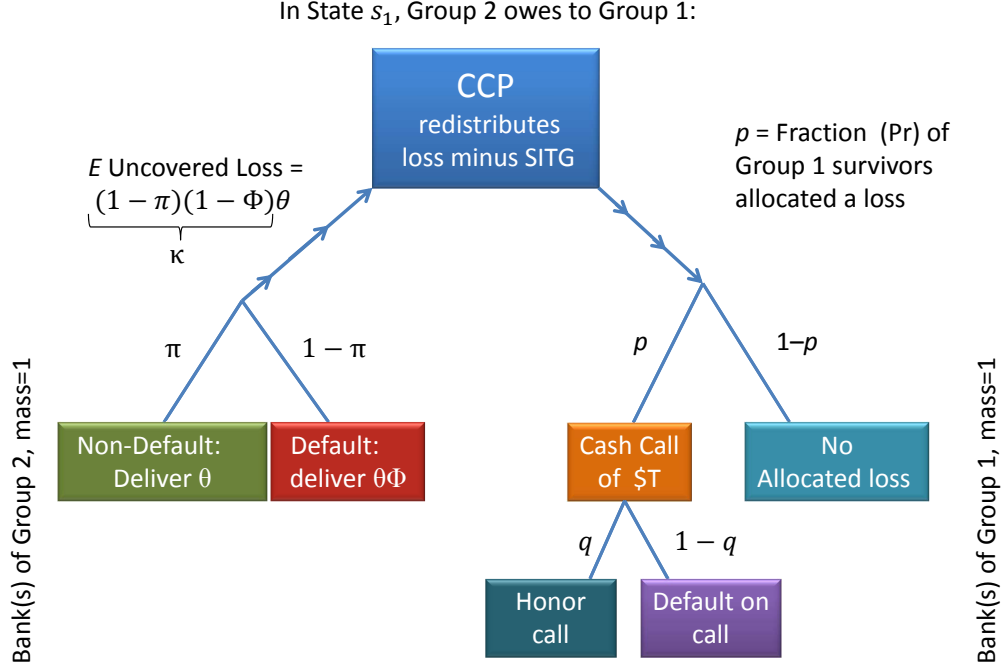 In State s₁, Group 2 owes to Group 1:
CCP
redistributes
loss minus SITG
p = Fraction (Pr) of
Group 1 survivors
allocated a loss
E Uncovered Loss =
(1 − π)(1 − Φ)θ
κ
π
1 − π
p
1–p
Non-Default:
Deliver θ
Default:
deliver θΦ
Cash Call
of $T
No
Allocated loss
q
1 − q
Honor
call
Default on
call
Bank(s) of Group 2, mass=1
Bank(s) of Group 1, mass=1